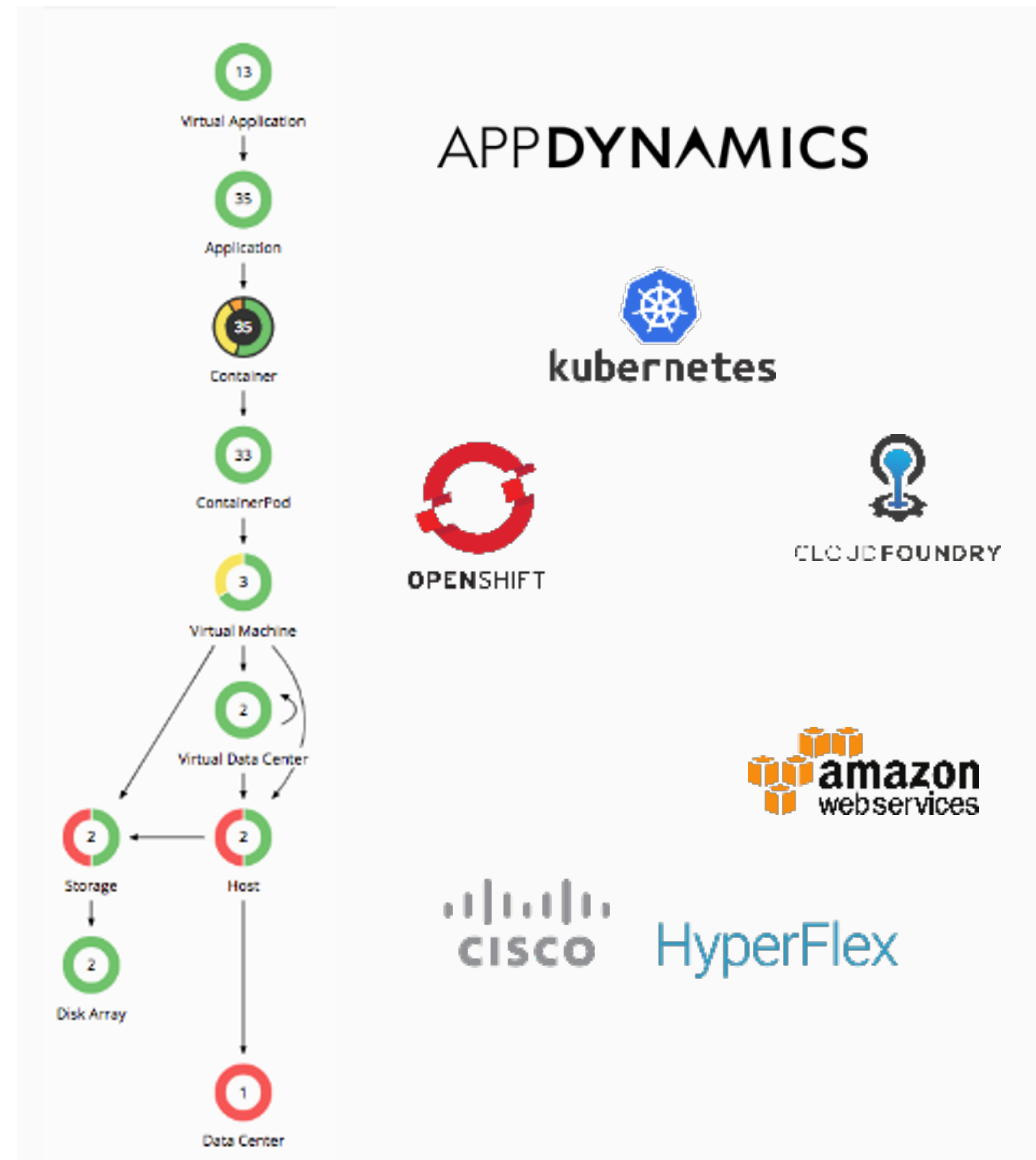 13
Virtual Application
APPDYNAMICS
35
Application
35
kubernetes
Container
33
ContainerPod
OPENSHIFT
CLOUDFOUNDRY
3
Virtual Machine
2
Virtual Data Center
amazon
webservices
2
2
Storage
Host
CISCO
HyperFlex
2
Disk Array
1
Data Center